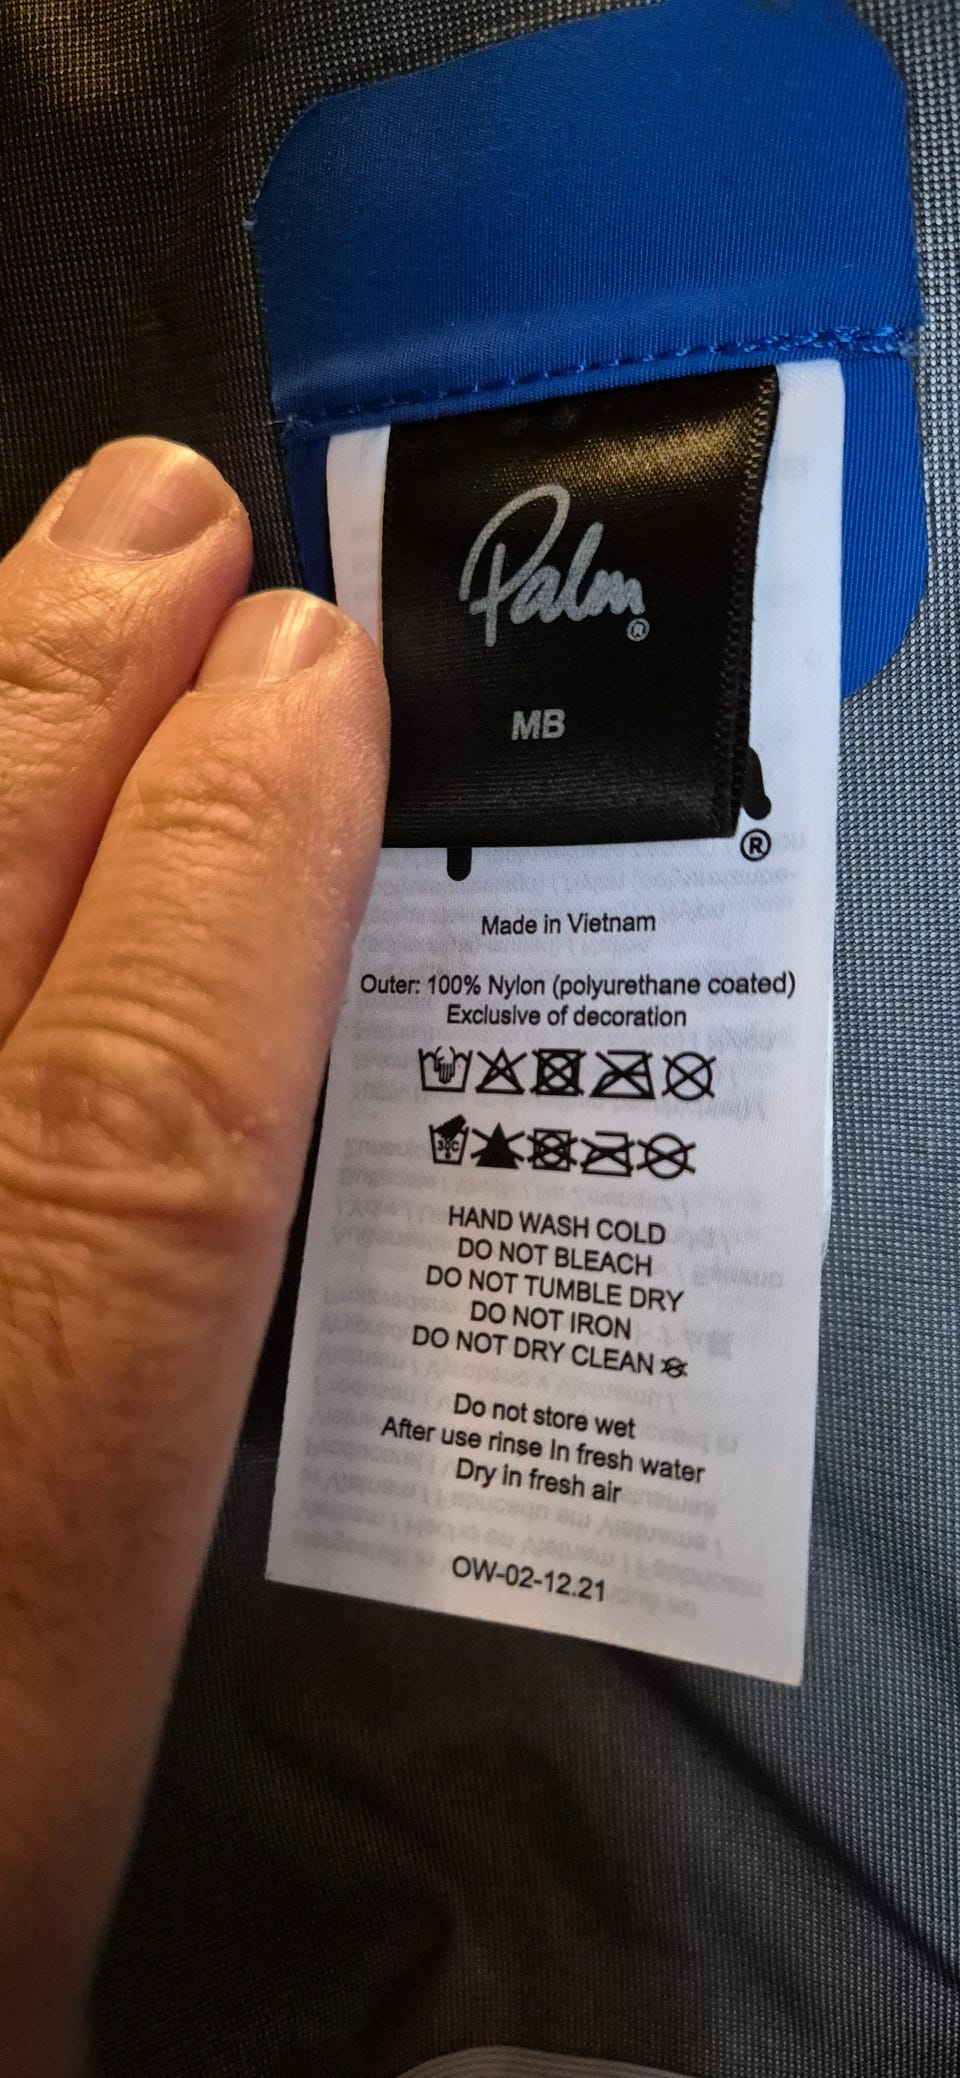 Palm®
MB
®
Made in Vietnam
Outer: 100% Nylon (polyurethane coated)
Exclusive of decoration
30C
HAND WASH COLD
DO NOT BLEACH
DO NOT TUMBLE DRY
DO NOT IRON
DO NOT DRY CLEAN
Do not store wet
After use rinse In fresh water
Dry in fresh air
OW-02-12.21